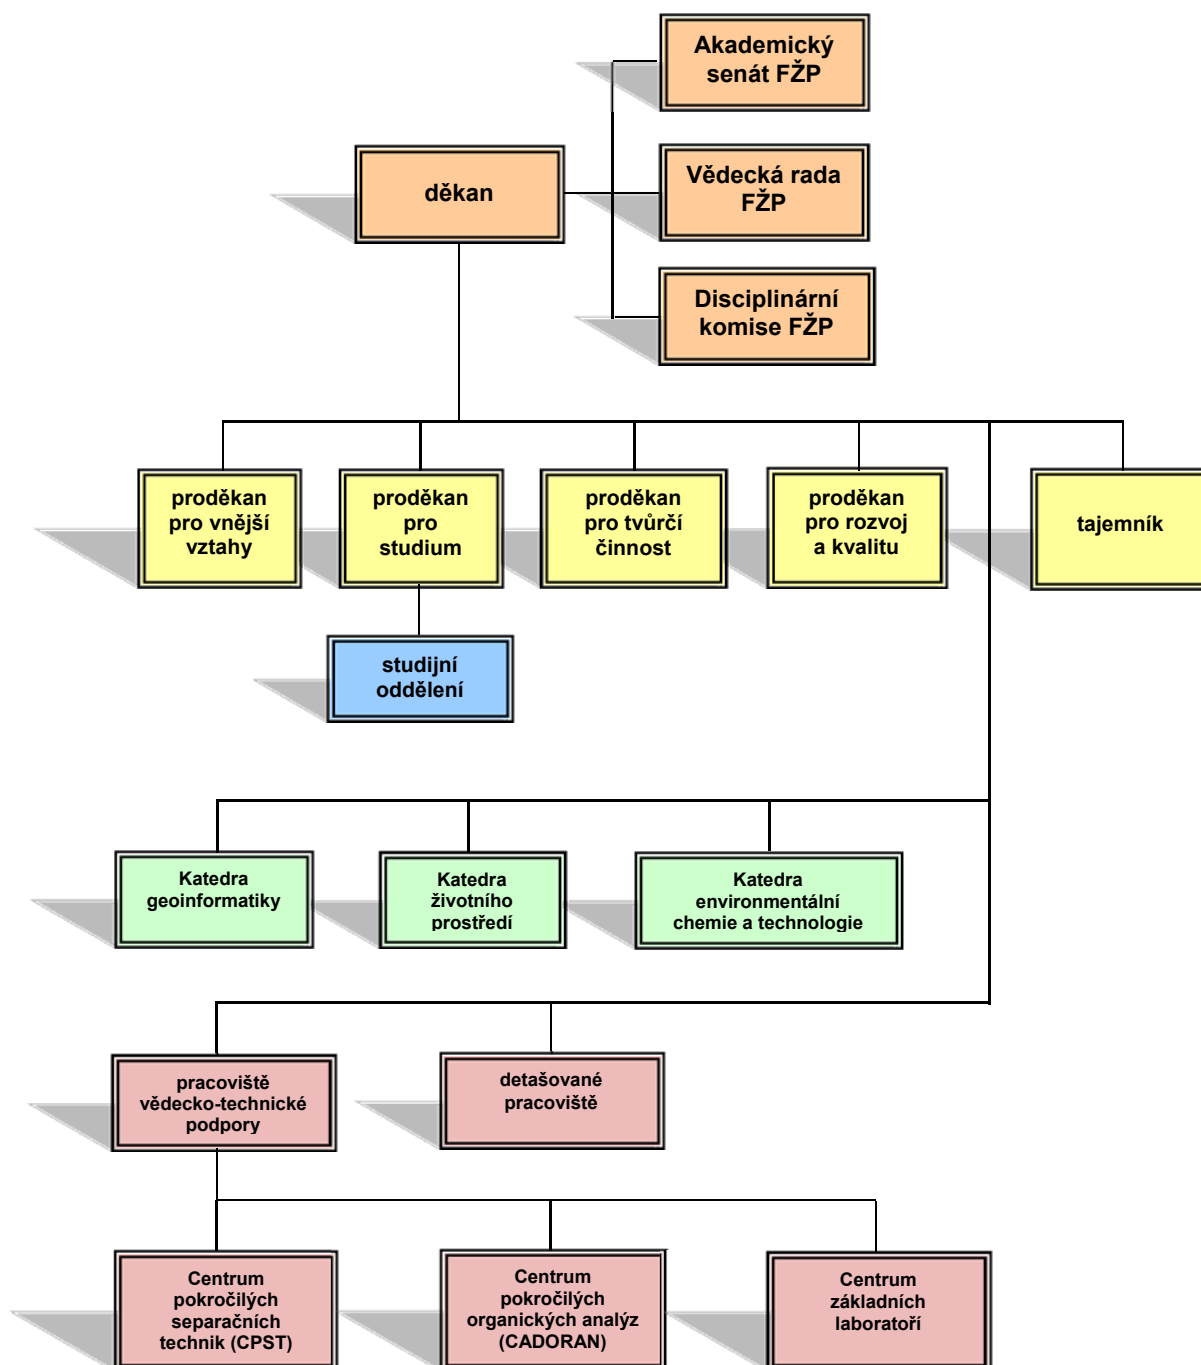 Akademický
senát FŽP
děkan
Vědecká rada
FŽP
Disciplinární
komise FŽP
proděkan
pro vnější
vztahy
proděkan
pro
studium
proděkan
pro tvůrčí
činnost
proděkan
pro rozvoj
a kvalitu
tajemník
studijní
oddělení
Katedra
geoinformatiky
Katedra
životního
prostředí
Katedra
environmentální
chemie a technologie
pracoviště
vědecko-technické
podpory
detašované
pracoviště
Centrum
pokročilých
separačních
technik (CPST)
Centrum
pokročilých
organických analýz
(CADORAN)
Centrum
základních
laboratoří